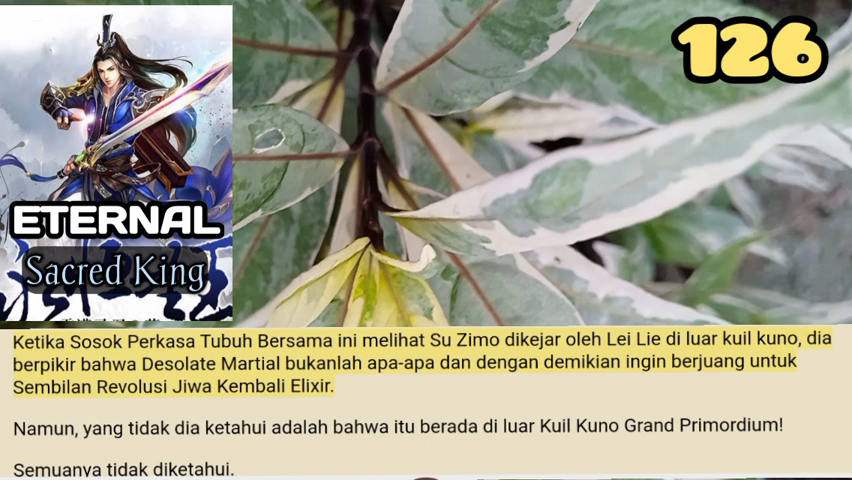 126
ETERNAL
Sacred King
Ketika Sosok Perkasa Tubuh Bersama ini melihat Su Zimo dikejar oleh Lei Lie di luar kuil kuno, dia
berpikir bahwa Desolate Martial bukanlah apa-apa dan dengan demikian ingin berjuang untuk
Sembilan Revolusi Jiwa Kembali Elixir.
Namun, yang tidak dia ketahui adalah bahwa itu berada di luar Kuil Kuno Grand Primordium!
Semuanya tidak diketahui.